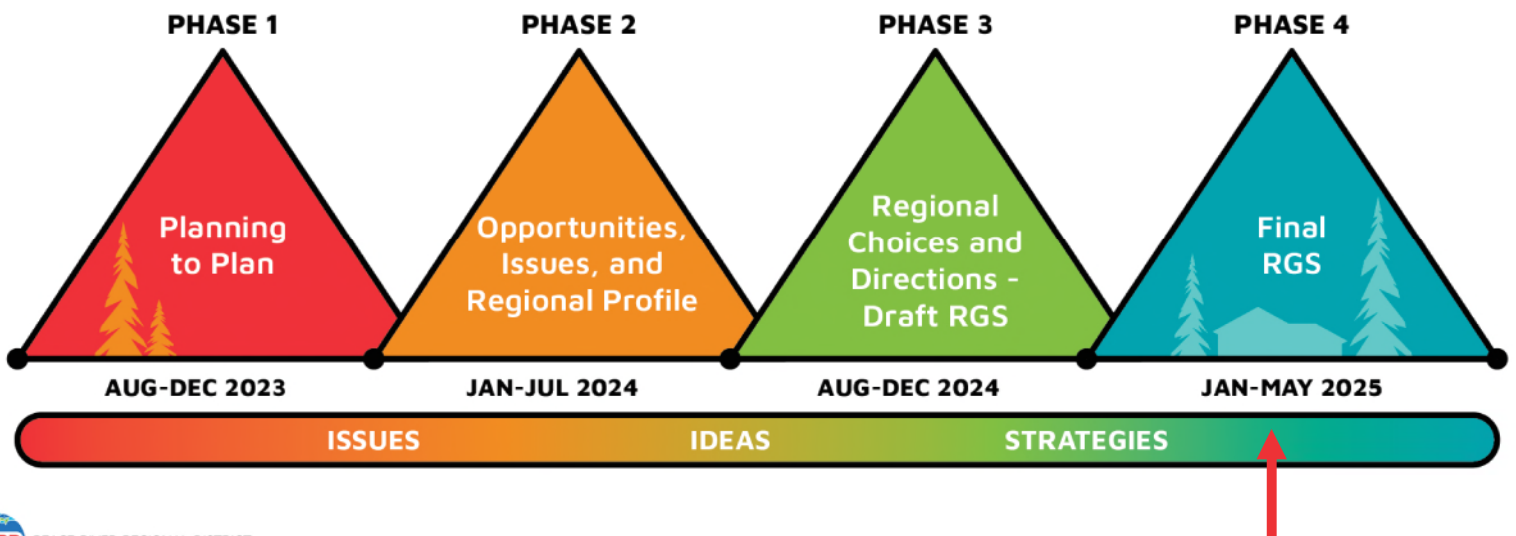 PHASE 1
PHASE 2
PHASE 3
PHASE 4
Planning
to Plan
Opportunities,
Issues, and
Regional Profile
Regional
Choices and
Directions -
Draft RGS
Final
RGS
AUG-DEC 2023
JAN-JUL 2024
AUG-DEC 2024
JAN-MAY 2025
ISSUES
IDEAS
STRATEGIES